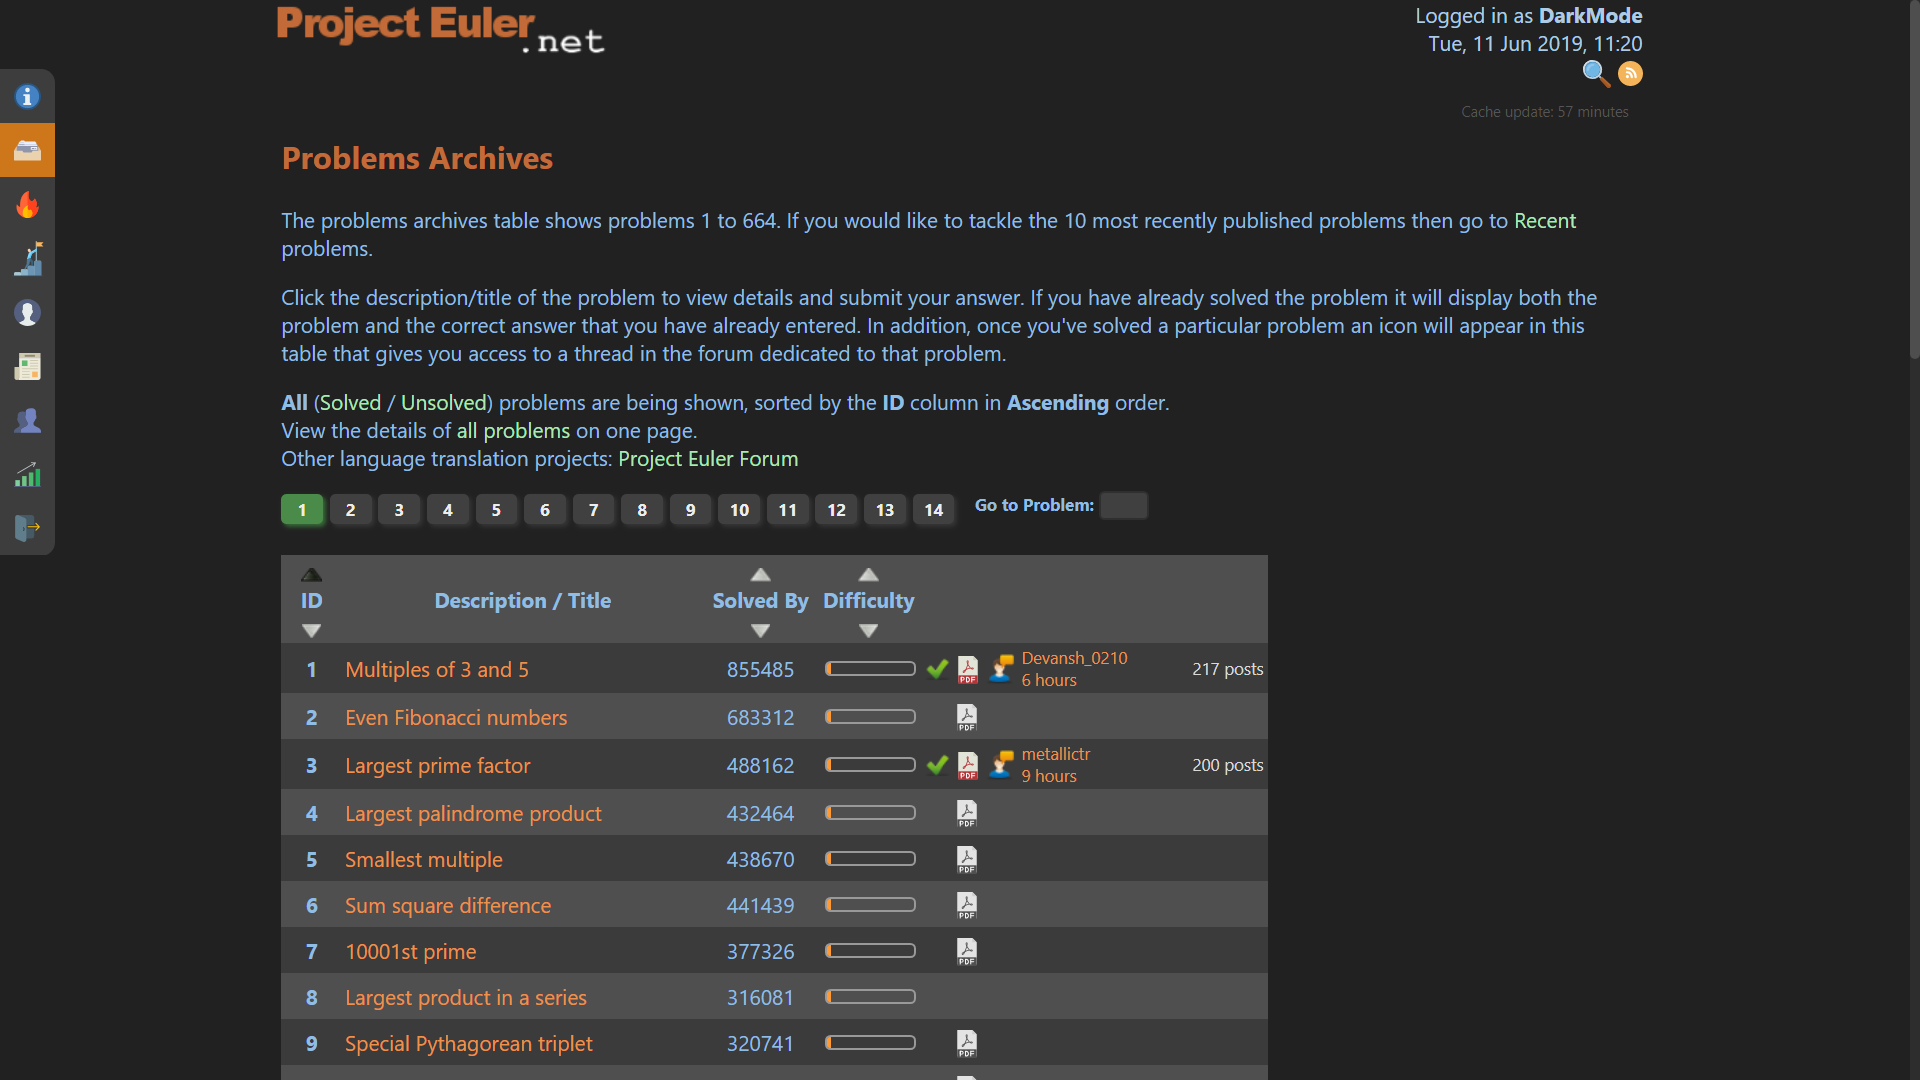 Project Euler
.net
Logged in as DarkMode
Tue, 11 Jun 2019, 11:20
Cache update: 57 minutes
Problems Archives
The problems archives table shows problems 1 to 664. If you would like to tackle the 10 most recently published problems then go to Recent
problems.
Click the description/title of the problem to view details and submit your answer. If you have already solved the problem it will display both the
problem and the correct answer that you have already entered. In addition, once you've solved a particular problem an icon will appear in this
table that gives you access to a thread in the forum dedicated to that problem.
All (Solved / Unsolved) problems are being shown, sorted by the ID column in Ascending order.
View the details of all problems on one page.
Other language translation projects: Project Euler Forum
1 2 3 4 5 6 7 8 9 10 11 12 13 14 Go to Problem:
ID Description / Title Solved By Difficulty
1 Multiples of 3 and 5 855485 PDF Devansh_0210 6 hours 217 posts
2 Even Fibonacci numbers 683312 PDF
3 Largest prime factor 488162 PDF metallictr 9 hours 200 posts
4 Largest palindrome product 432464 PDF
5 Smallest multiple 438670 PDF
6 Sum square difference 441439 PDF
7 10001st prime 377326 PDF
8 Largest product in a series 316081
9 Special Pythagorean triplet 320741 PDF